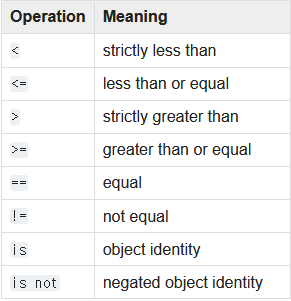 Operation Meaning
< strictly less than
<= less than or equal
> strictly greater than
>= greater than or equal
== equal
!= not equal
is object identity
is not negated object identity